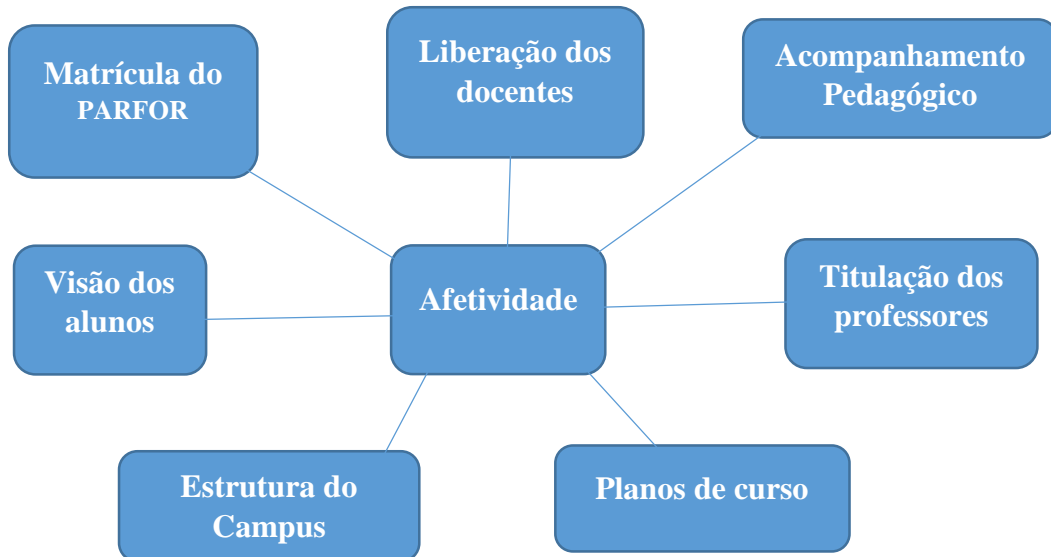 Matrícula do
PARFOR
Liberação dos
docentes
Acompanhamento
Pedagógico
Visão dos
alunos
Afetividade
Titulação dos
professores
Estrutura do
Campus
Planos de curso